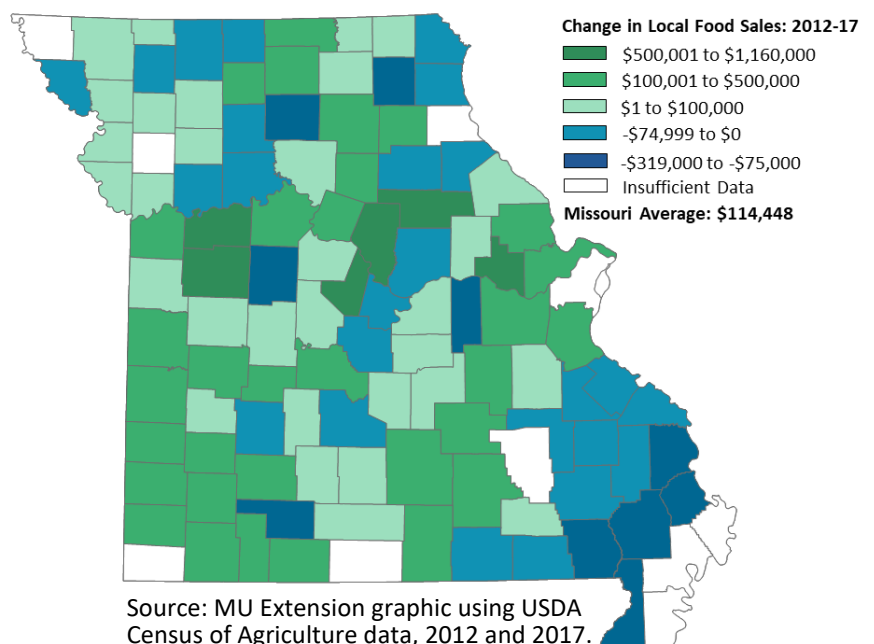 Change in Local Food Sales: 2012-17
$500,001 to $1,160,000
$100,001 to $500,000
$1 to $100,000
-$74,999 to $0
-$319,000 to -$75,000
Insufficient Data
Missouri Average: $114,448
Source: MU Extension graphic using USDA
Census of Agriculture data, 2012 and 2017.